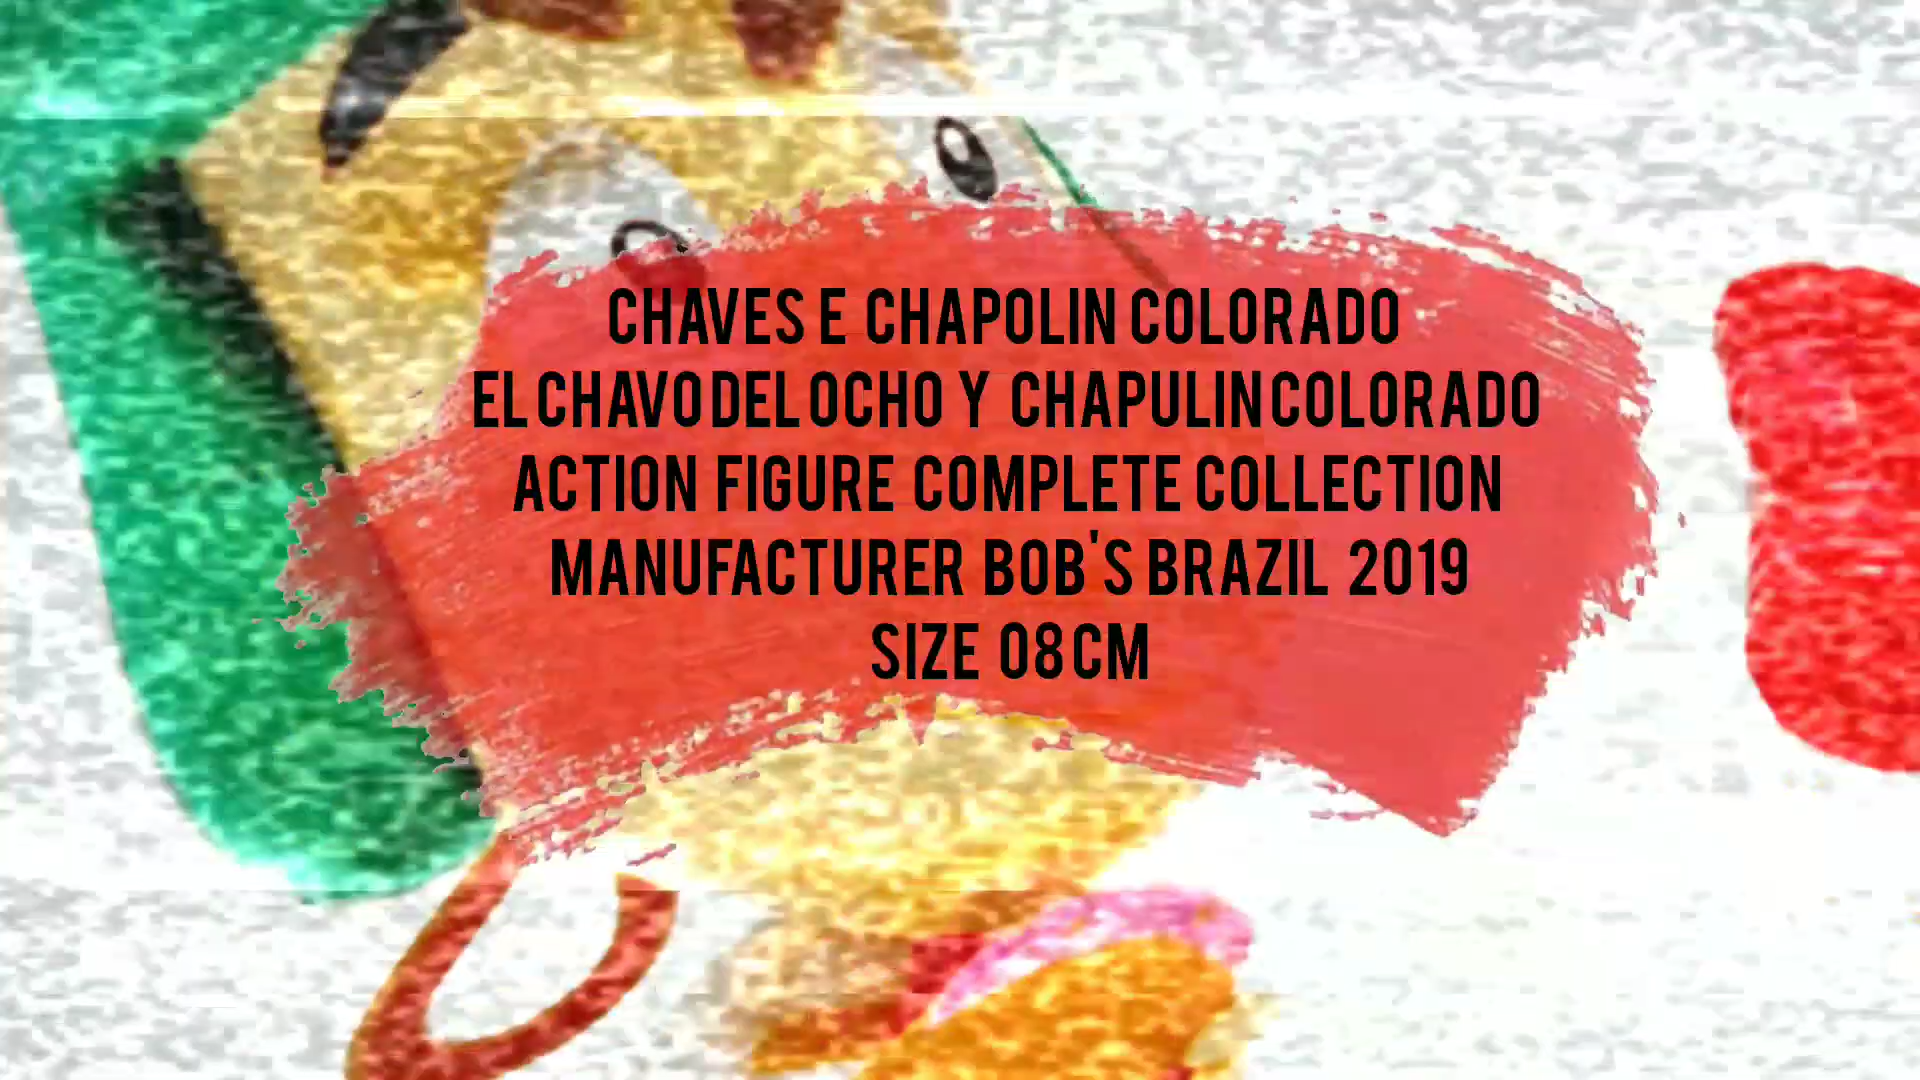 CHAVES E CHAPOLIN COLORADO
EL CHAVO DEL OCHO Y CHAPULIN COLORADO
ACTION FIGURE COMPLETE COLLECTION
MANUFACTURER BOB'S BRAZIL 2019
SIZE 08CM